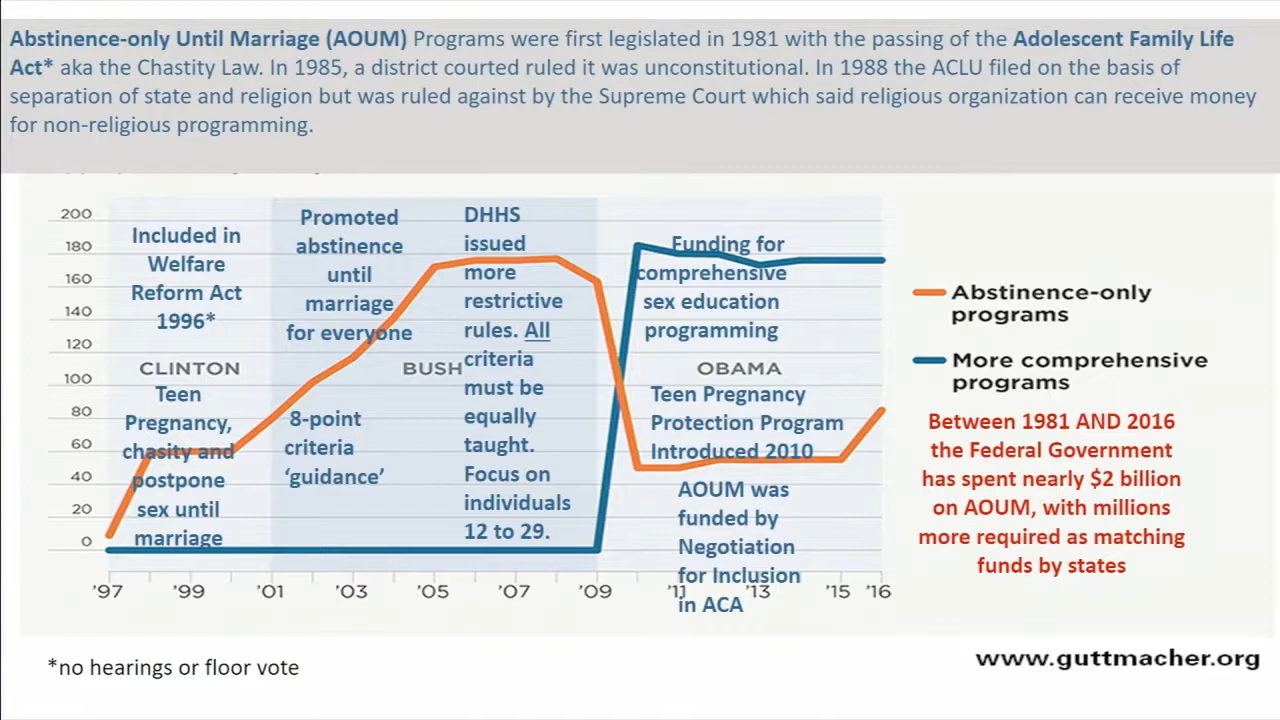 Abstinence-only Until Marriage (AOUM) Programs were first legislated in 1981 with the passing of the Adolescent Family Life
Act* aka the Chastity Law. In 1985, a district courted ruled it was unconstitutional. In 1988 the ACLU filed on the basis of
separation of state and religion but was ruled against by the Supreme Court which said religious organization can receive money
for non-religious programming.
200
180
160
140
120
100
80
60
40
20
0
Included in
Welfare
Reform Act
1996*
CLINTON
Teen
Pregnancy,
chasity and
postpone
sex until
marriage
Promoted
abstinence
until
marriage
for everyone
8-point
criteria
‘guidance’
BUSH
DHHS
issued
more
restrictive
rules. All
criteria
must be
equally
taught.
Focus on
individuals
12 to 29.
Funding for
comprehensive
sex education
programming
OBAMA
Teen Pregnancy
Protection Program
Introduced 2010
AOUM was
funded by
Negotiation
for Inclusion
in ACA
'97 '99 '01 '03 '05 '07 '09 '11 '13 '15 '16
Abstinence-only
programs
More comprehensive
programs
Between 1981 AND 2016
the Federal Government
has spent nearly $2 billion
on AOUM, with millions
more required as matching
funds by states
*no hearings or floor vote
www.guttmacher.org